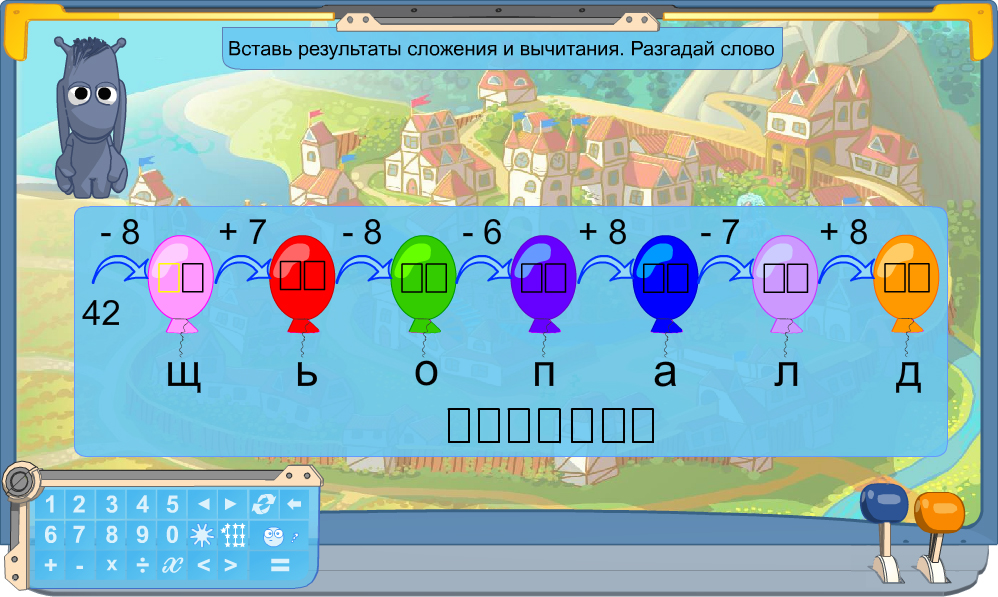 Вставь результаты сложения и вычитания. Разгадай слово
- 8 + 7 - 8 - 6 + 8 - 7 + 8
42
щ ь о п а л д
1 2 3 4 5
6 7 8 9 0
+ - x ÷ x < > =